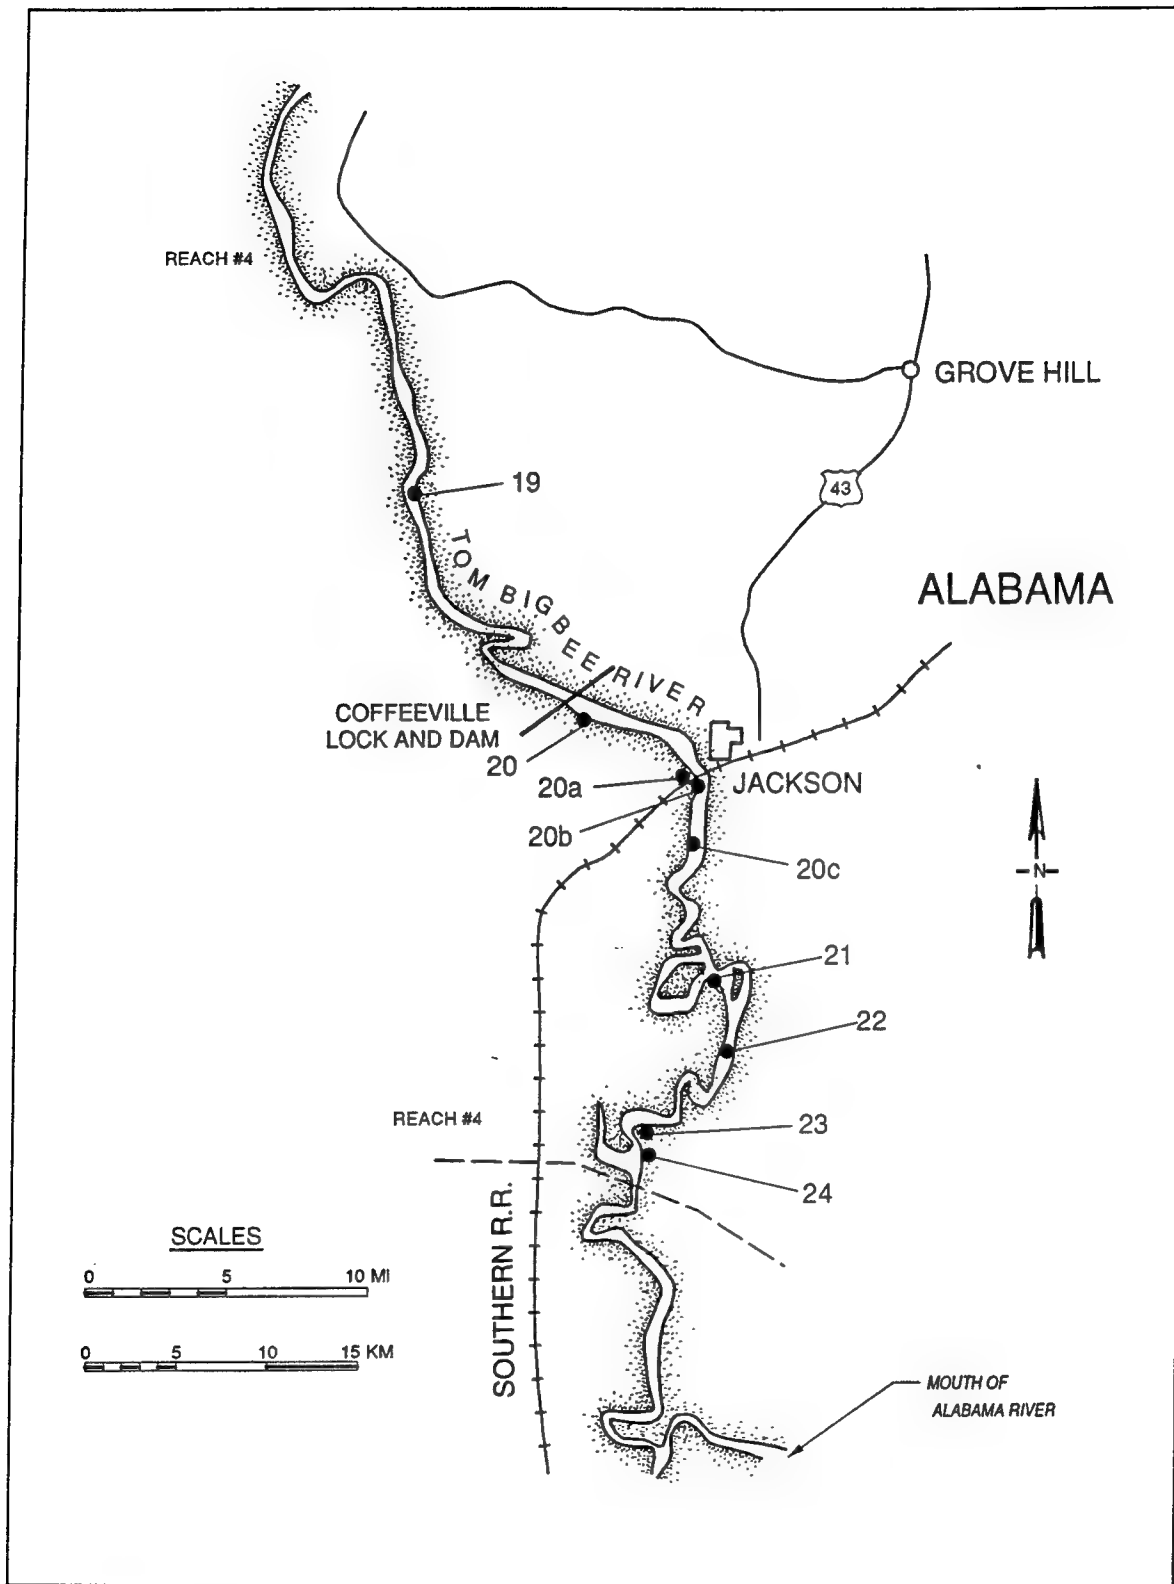 REACH #4
GROVE HILL
43
19
TOMBIGBEE RIVER
ALABAMA
COFFEEVILLE
LOCK AND DAM
20
20a
JACKSON
20b
20c
N
21
22
REACH #4
23
24
SOUTHERN R.R.
SCALES
0 5 10 MI
0 5 10 15 KM
MOUTH OF
ALABAMA RIVER